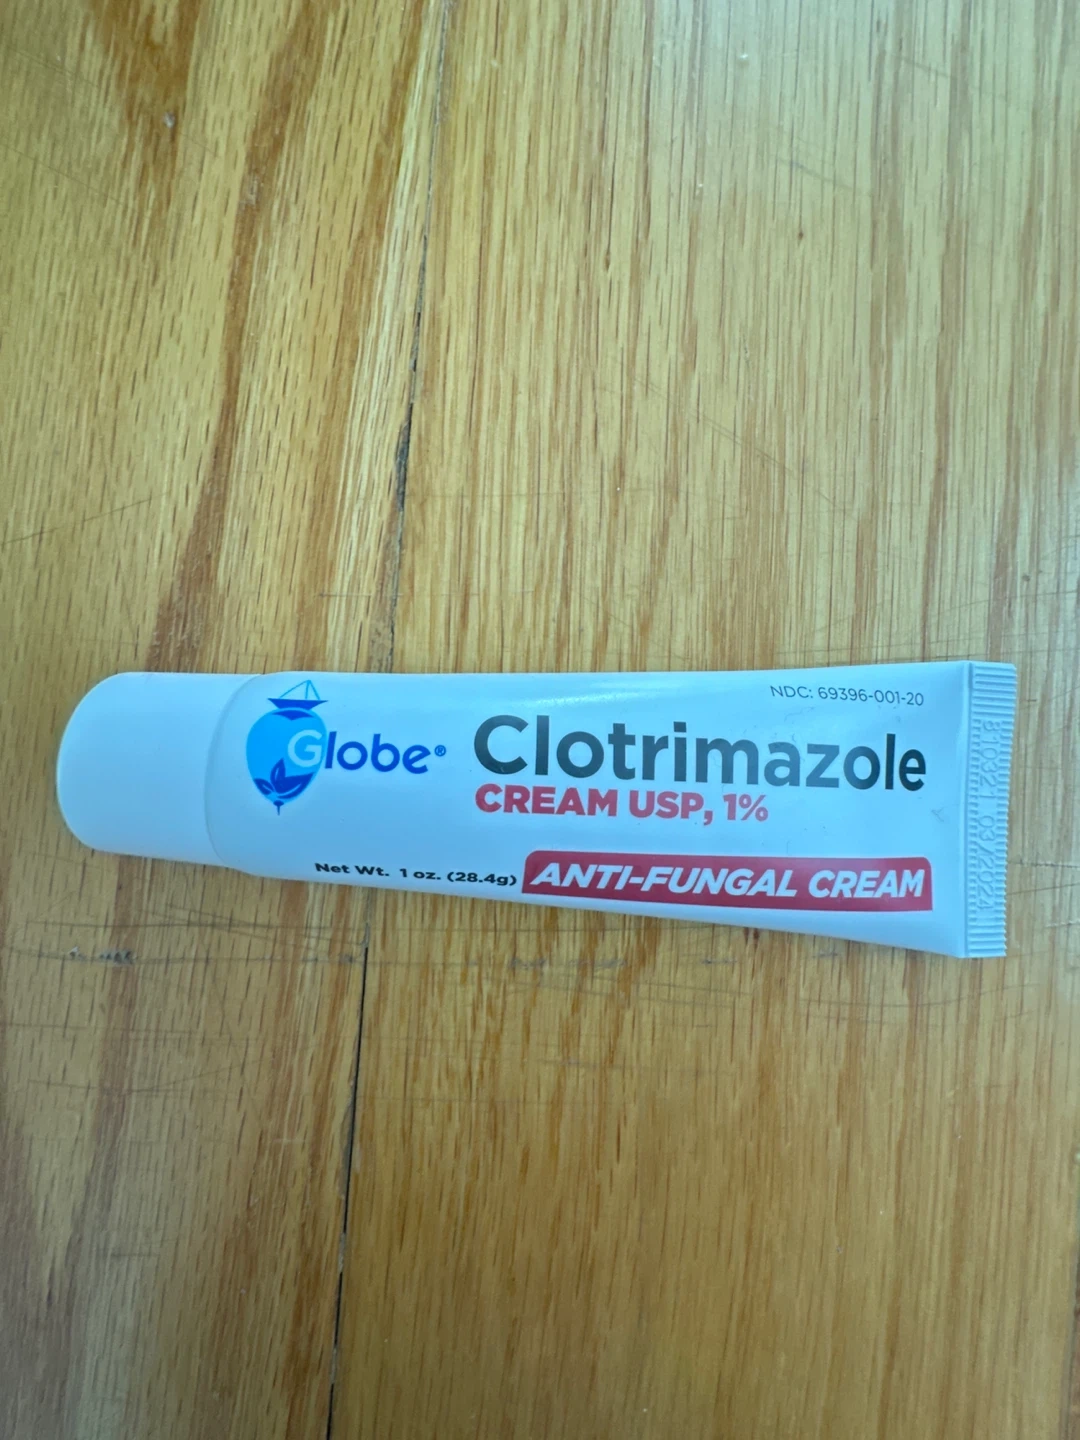 NDC: 69396-001-20
Globe®
Clotrimazole
CREAM USP, 1%
Net Wt. 1 oz. (28.4g)
ANTI-FUNGAL CREAM